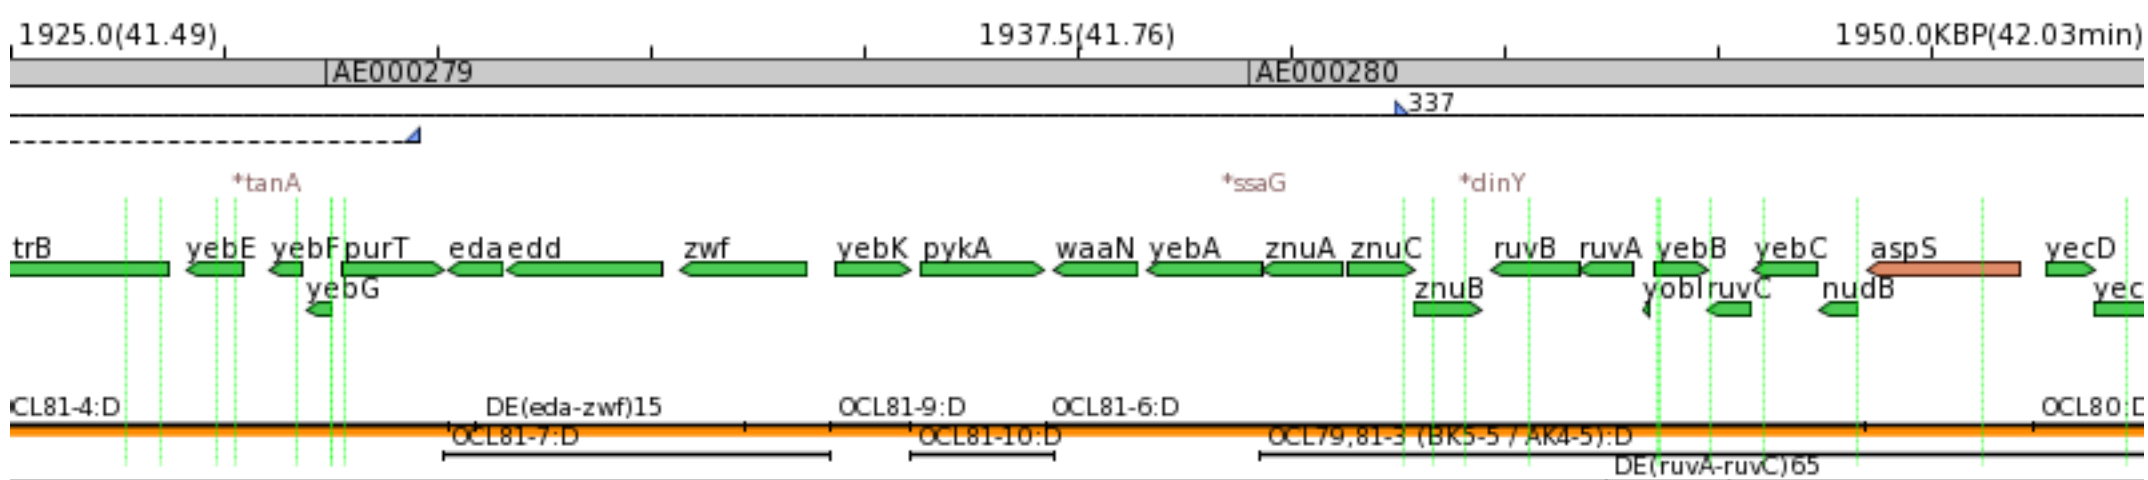 1925.0(41.49) 1937.5(41.76) 1950.0KBP(42.03min)
AE000279 AE000280
337
*tanA *ssaG *dinY
trB yebE yebF purT eda edd zwf yebK pykA waaN yebA znuA znuC ruvB ruvA yebB yebC aspS yecD
yebG znuB yobI ruvC nudB yec
CL81-4:D DE(eda-zwf)15 OCL81-9:D OCL81-6:D OCL80:D
OCL81-7:D OCL81-10:D OCL79,81-3 (BK5-5 / AK4-5):D
DE(ruvA-ruvC)65